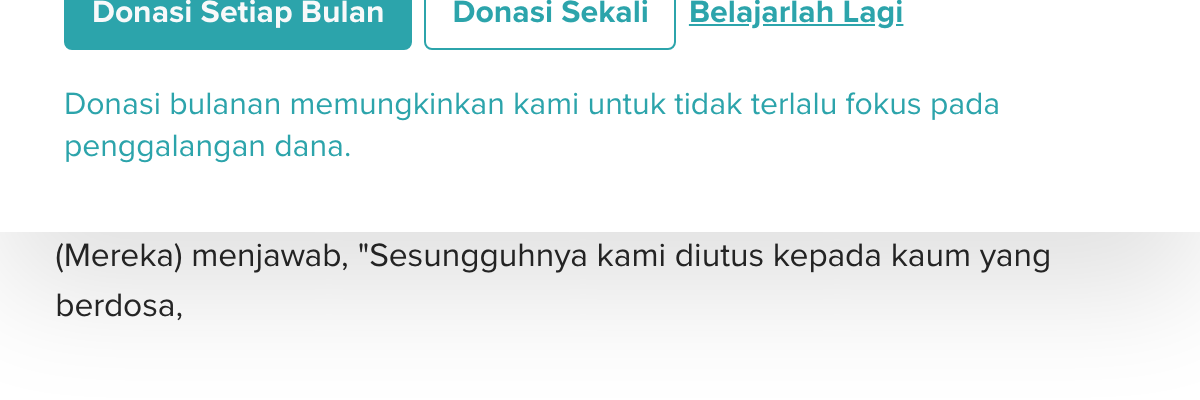 Donasi Setiap Bulan Donasi Sekali Belajarlah Lagi
Donasi bulanan memungkinkan kami untuk tidak terlalu fokus pada
penggalangan dana.
(Mereka) menjawab, "Sesungguhnya kami diutus kepada kaum yang
berdosa,